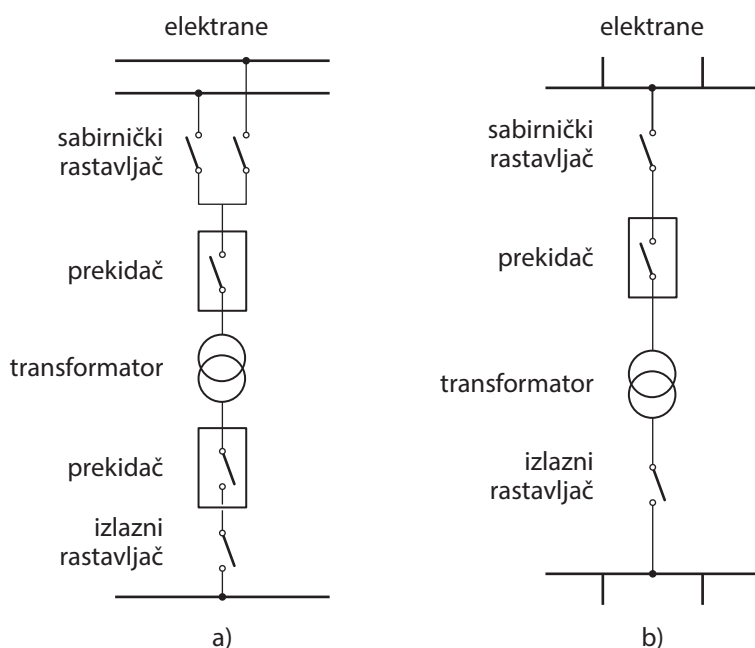 elektrane
sabirnički
rastavljač
prekidač
transformator
prekidač
izlazni
rastavljač
a)
elektrane
sabirnički
rastavljač
prekidač
transformator
izlazni
rastavljač
b)